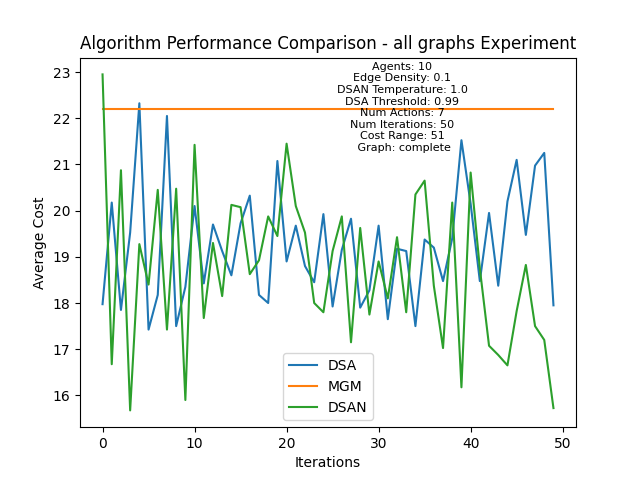 Algorithm Performance Comparison - all graphs Experiment
Agents: 10
Edge Density: 0.1
DSAN Temperature: 1.0
DSA Threshold: 0.99
Num Actions: 7
Num Iterations: 50
Cost Range: 51
Graph: complete
23
22
21
20
19
18
17
16
Average Cost
DSA
MGM
DSAN
0
10
20
30
40
50
Iterations